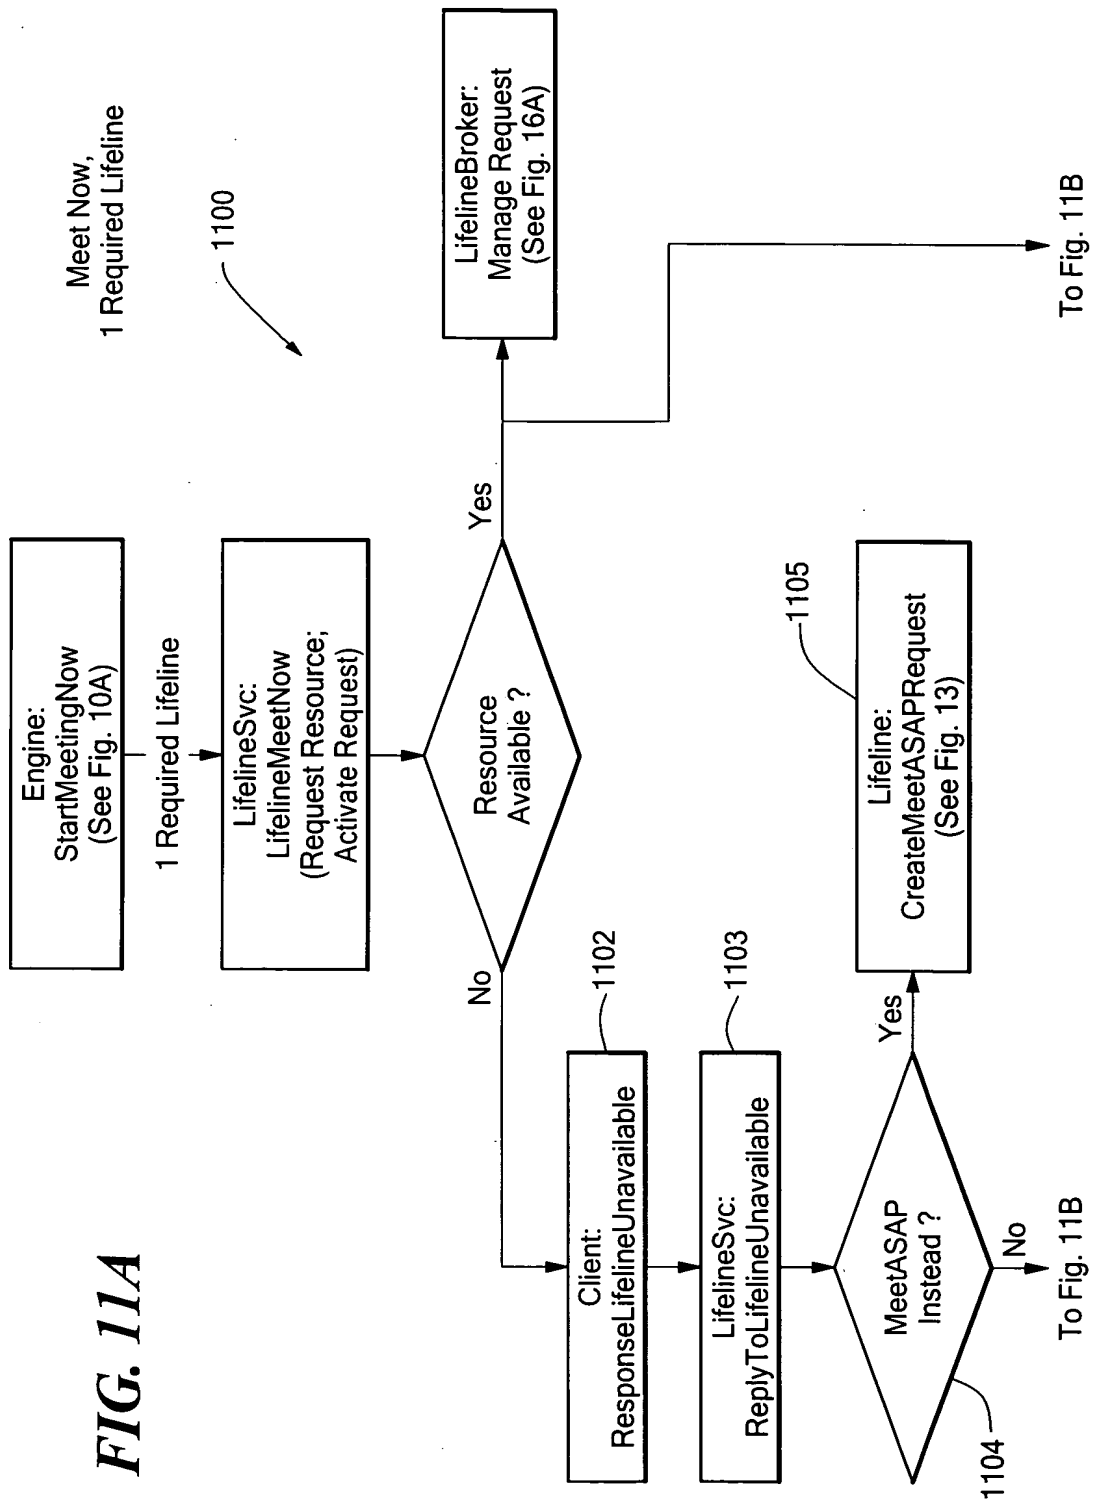 FIG. 11A
Meet Now,
1 Required Lifeline
1100
Engine:
StartMeetingNow
(See Fig. 10A)
1 Required Lifeline
LifelineSvc:
LifelineMeetNow
(Request Resource;
Activate Request)
Resource
Available ?
No
Yes
LifelineBroker:
Manage Request
(See Fig. 16A)
Client:
ResponseLifelineUnavailable
1102
LifelineSvc:
ReplyToLifelineUnavailable
1103
MeetASAP
Instead ?
1104
Yes
Lifeline:
CreateMeetASAPRequest
(See Fig. 13)
1105
No
To Fig. 11B
To Fig. 11B